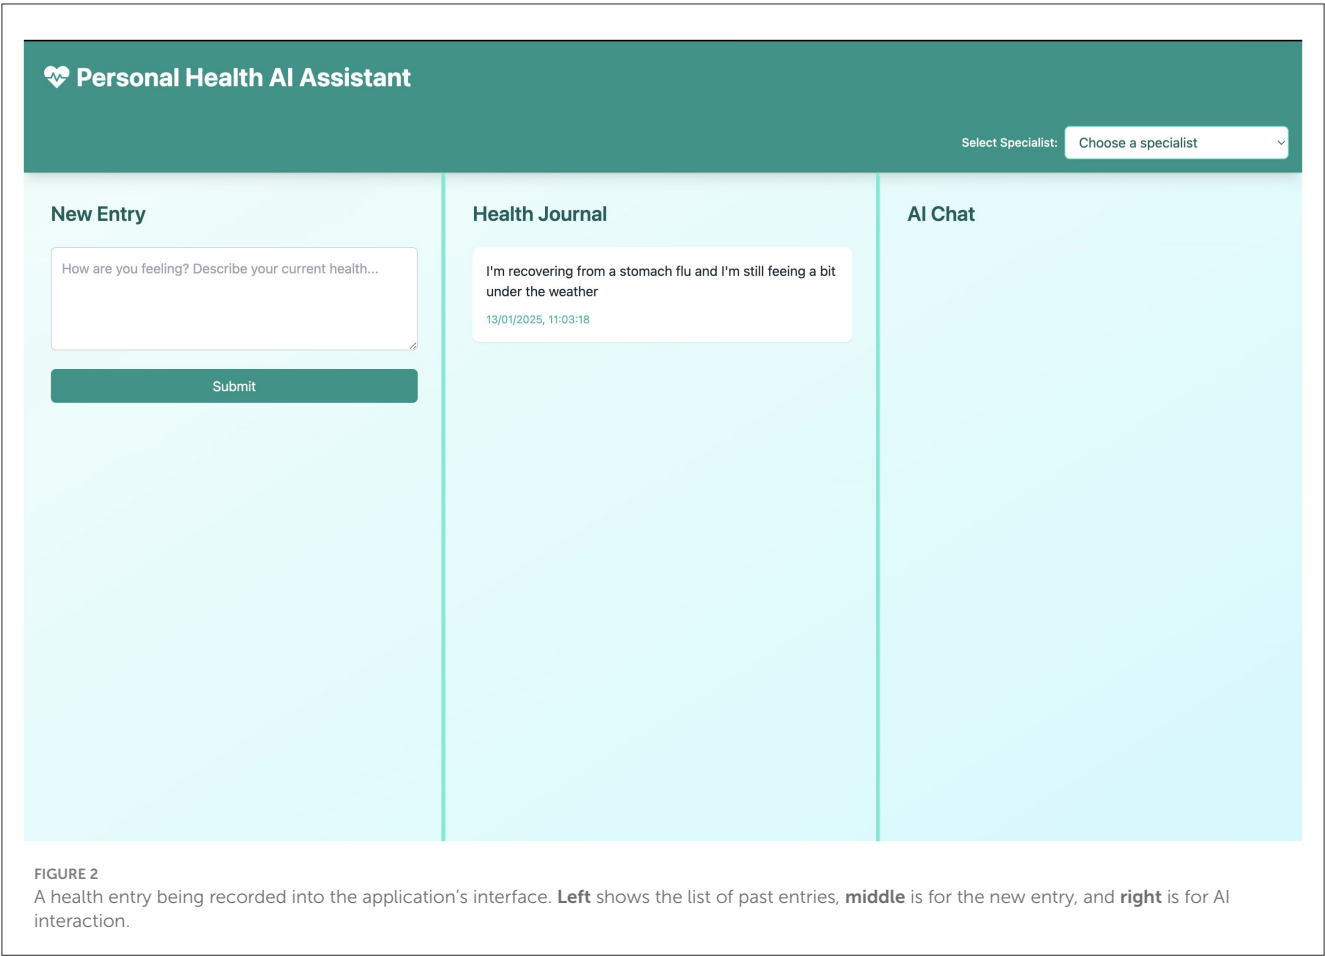 Personal Health AI Assistant
Select Specialist:
Choose a specialist
New Entry
How are you feeling? Describe your current health...
Submit
Health Journal
I'm recovering from a stomach flu and I'm still feeing a bit
under the weather
13/01/2025, 11:03:18
AI Chat
FIGURE 2
A health entry being recorded into the application's interface. Left shows the list of past entries, middle is for the new entry, and right is for AI
interaction.